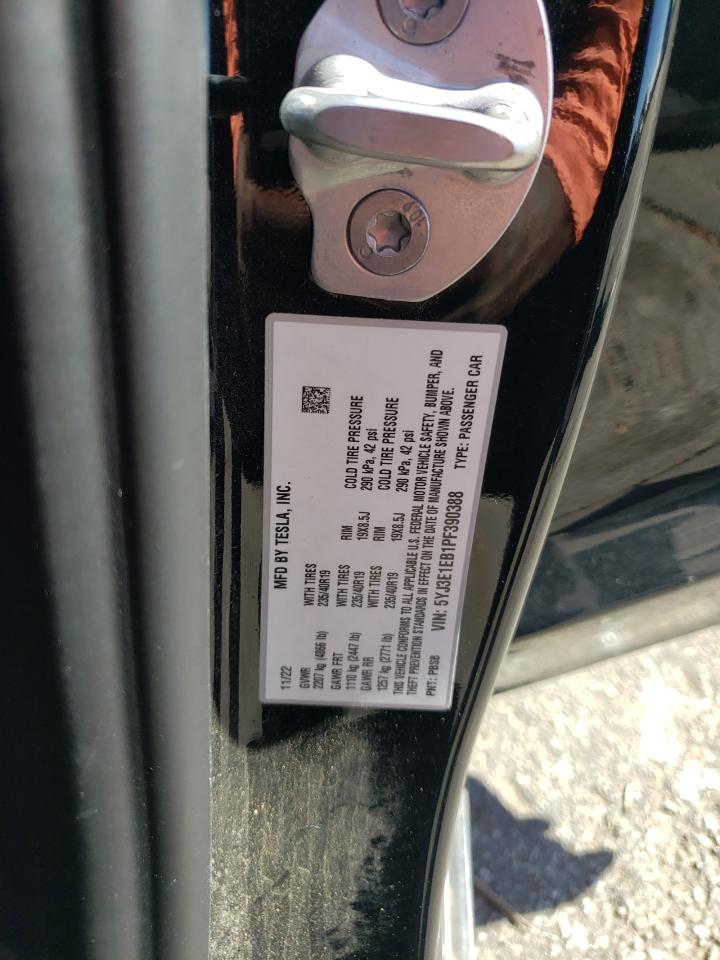 10.9
MFD BY TESLA, INC.
11/22
GVWR
2207 kg (4866 lb)
WITH TIRES
235/40R19
RIM
19X8.5J
COLD TIRE PRESSURE
290 kPa, 42 psi
GAWR FRT
1110 kg (2447 lb)
WITH TIRES
235/40R19
RIM
19X8.5J
COLD TIRE PRESSURE
290 kPa, 42 psi
GAWR RR
1257 kg (2771 lb)
THIS VEHICLE CONFORMS TO ALL APPLICABLE U.S. FEDERAL MOTOR VEHICLE SAFETY, BUMPER, AND
THEFT PREVENTION STANDARDS IN EFFECT ON THE DATE OF MANUFACTURE SHOWN ABOVE.
PNT: PBSB VIN: 5YJ3E1EB1PF390388 TYPE: PASSENGER CAR